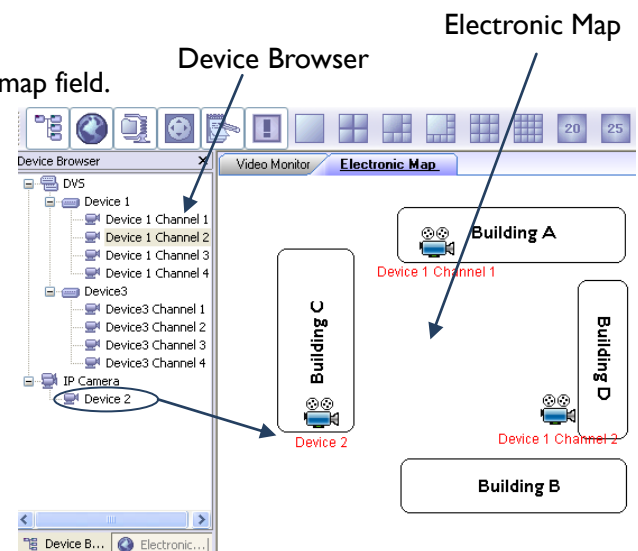 Electronic Map
Device Browser
map field.
20 25
Device Browser x
Video Monitor Electronic Map
DVS
Device 1
Device 1 Channel 1
Device 1 Channel 2
Device 1 Channel 3
Device 1 Channel 4
Device3
Device3 Channel 1
Device3 Channel 2
Device3 Channel 3
Device3 Channel 4
IP Camera
Device 2
Building A
Device 1 Channel 1
Building C
Device 2
Building D
Device 1 Channel 2
Building B
Device B... Electronic...